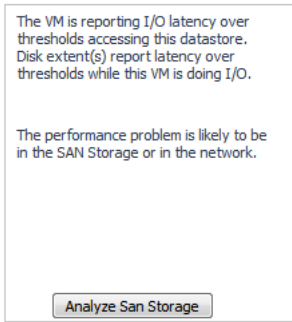 The VM is reporting I/O latency over
thresholds accessing this datastore.
Disk extent(s) report latency over
thresholds while this VM is doing I/O.
The performance problem is likely to be
in the SAN Storage or in the network.
Analyze San Storage